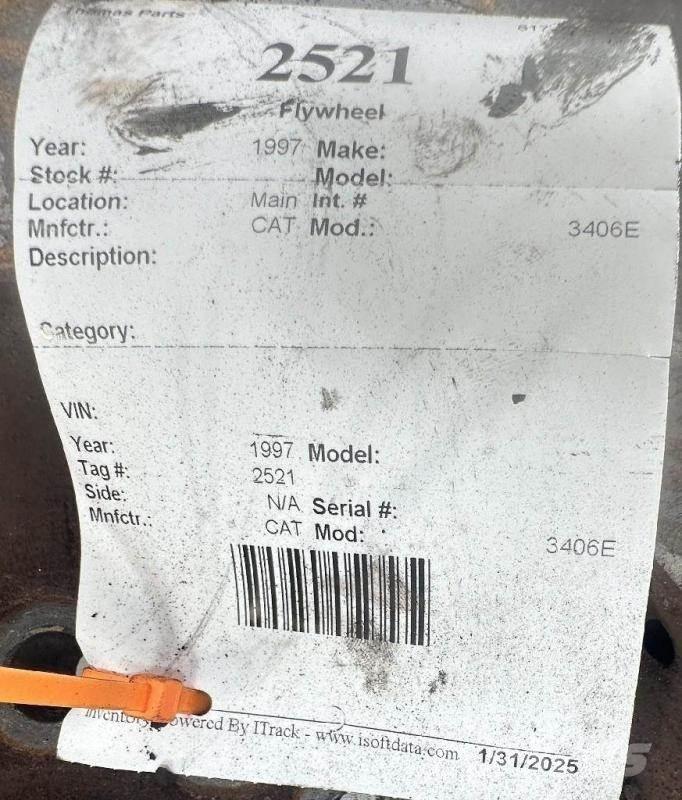 Thomas Parts
2521
Flywheel
Year: 1997 Make:
Stock #: Model:
Location: Main Int. #
Mnfctr.: CAT Mod.: 3406E
Description:
Category:
VIN:
Year: 1997 Model:
Tag #: 2521
Side: N/A Serial #:
Mnfctr.: CAT Mod: 3406E
Inventory Powered By ITrack - www.isoftdata.com 1/31/2025